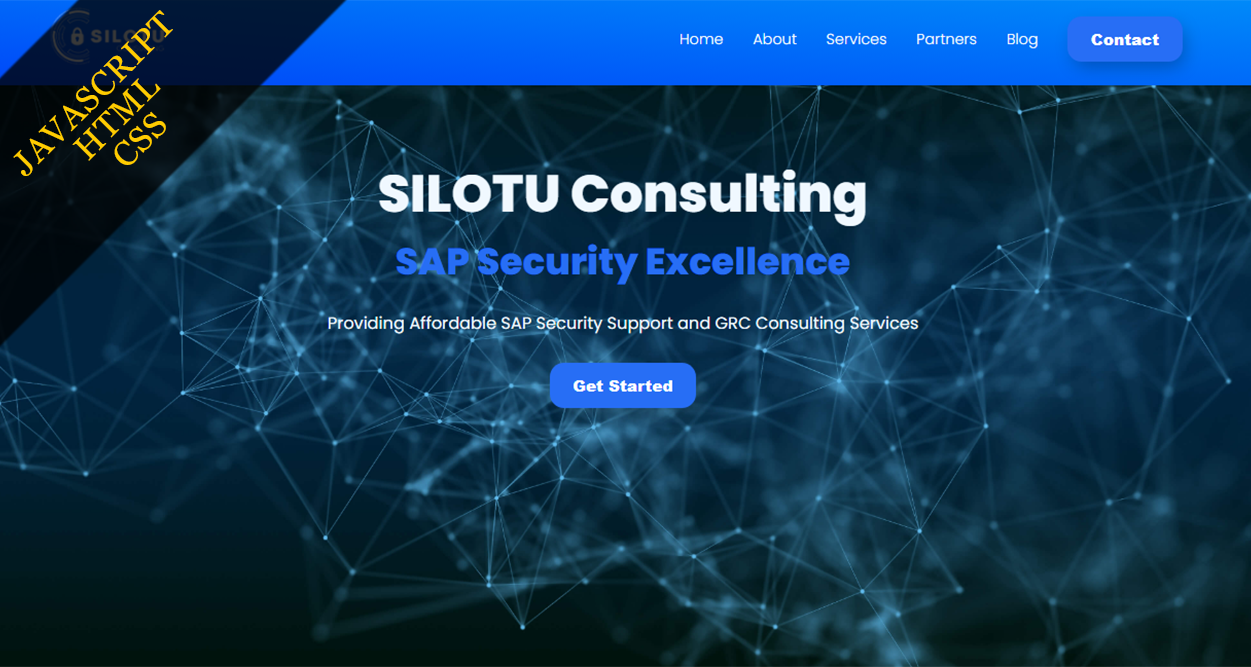 SILOTU
Home About Services Partners Blog Contact
JAVASCRIPT
HTML
CSS
SILOTU Consulting
SAP Security Excellence
Providing Affordable SAP Security Support and GRC Consulting Services
Get Started